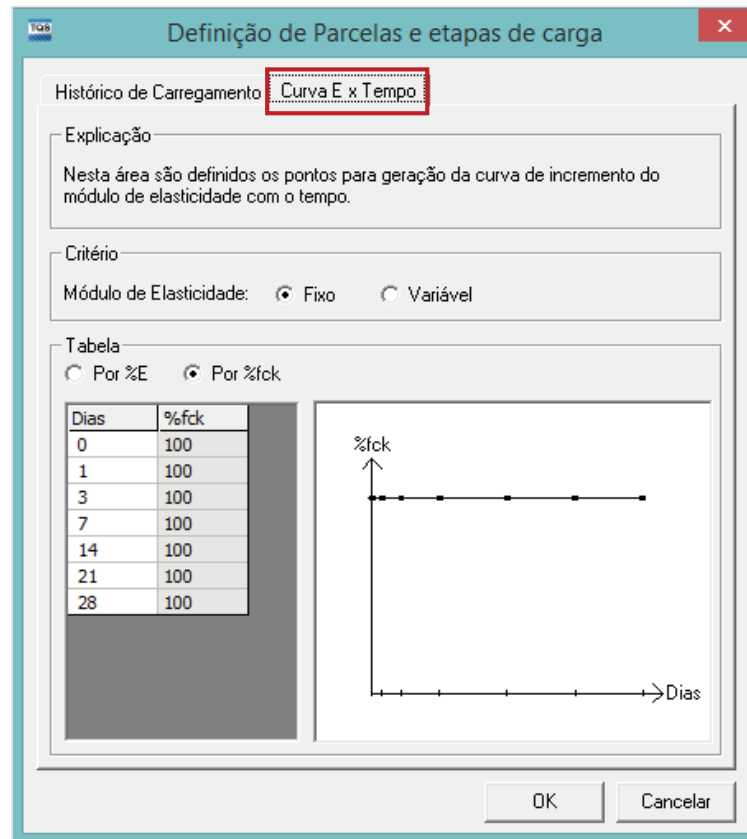 TQS
Definição de Parcelas e etapas de carga
Histórico de Carregamento
Curva E x Tempo
Explicação
Nesta área são definidos os pontos para geração da curva de incremento do
módulo de elasticidade com o tempo.
Critério
Módulo de Elasticidade:
Fixo
Variável
Tabela
Por %E
Por %fck
Dias %fck
0 100
1 100
3 100
7 100
14 100
21 100
28 100
%fck
Dias
OK
Cancelar